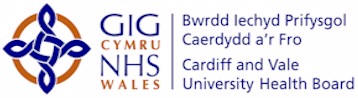 GIG
CYMRU
NHS
WALES
Bwrdd Iechyd Prifysgol
Caerdydd a'r Fro
Cardiff and Vale
University Health Board